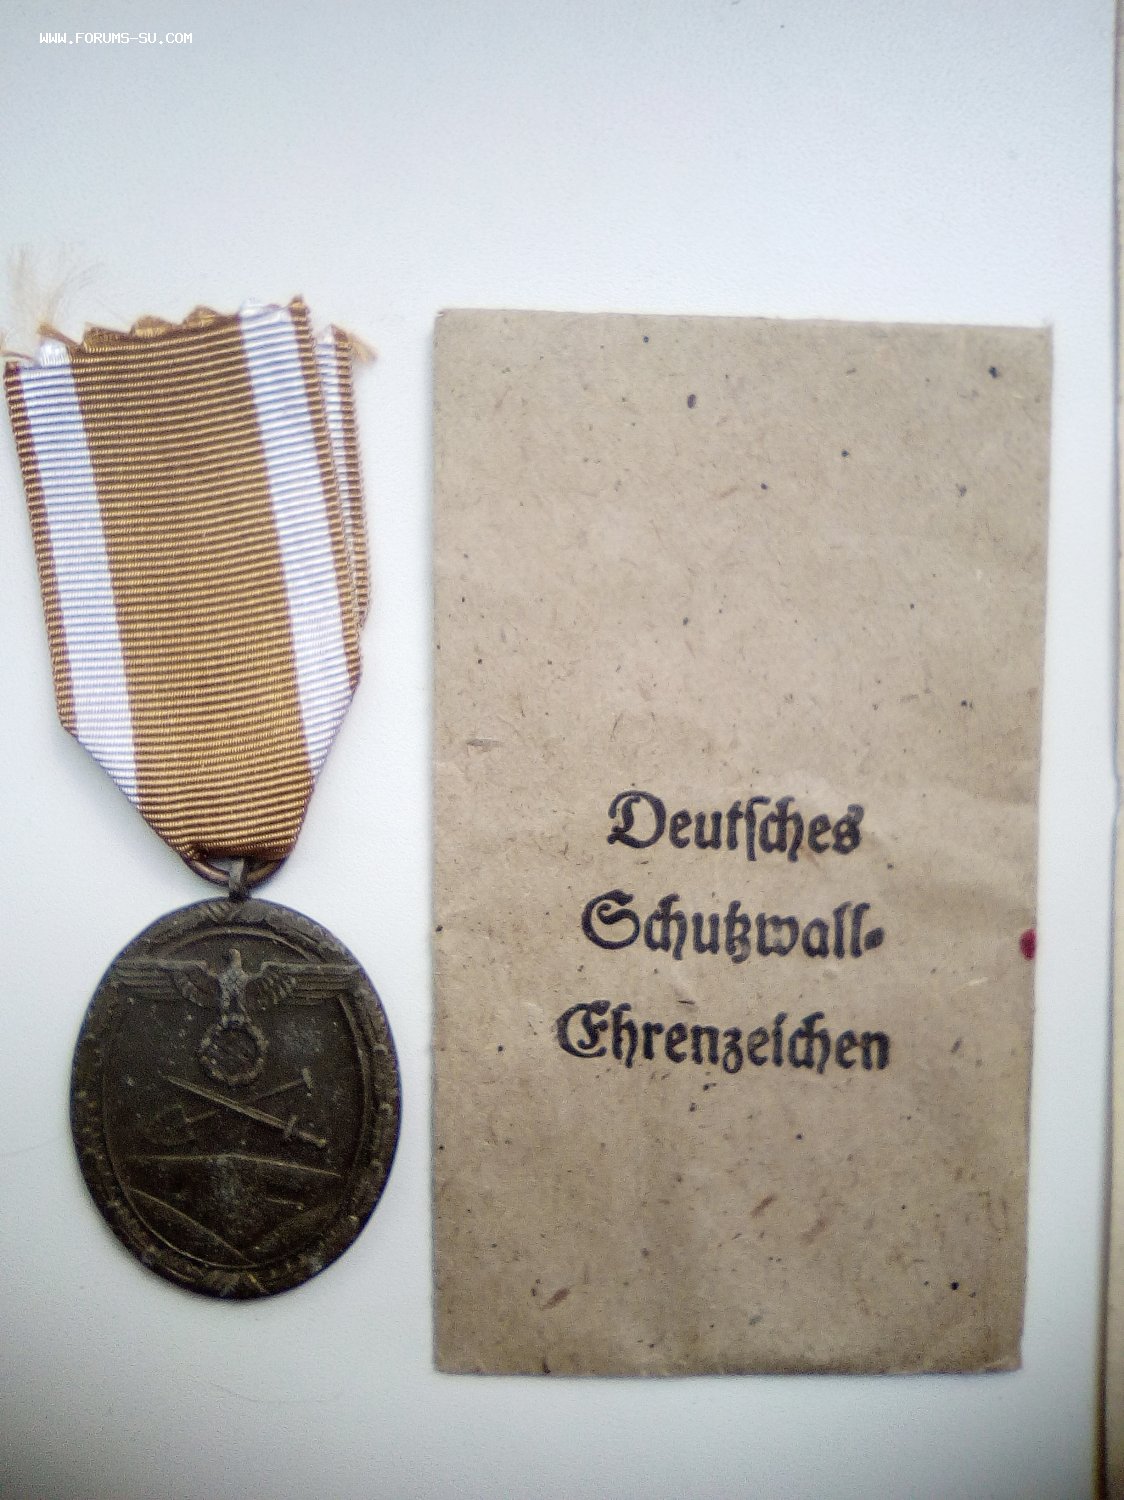 WWW.FORUMS-SU.COM
Deutſches
Schutzwall-
Ehrenzeichen